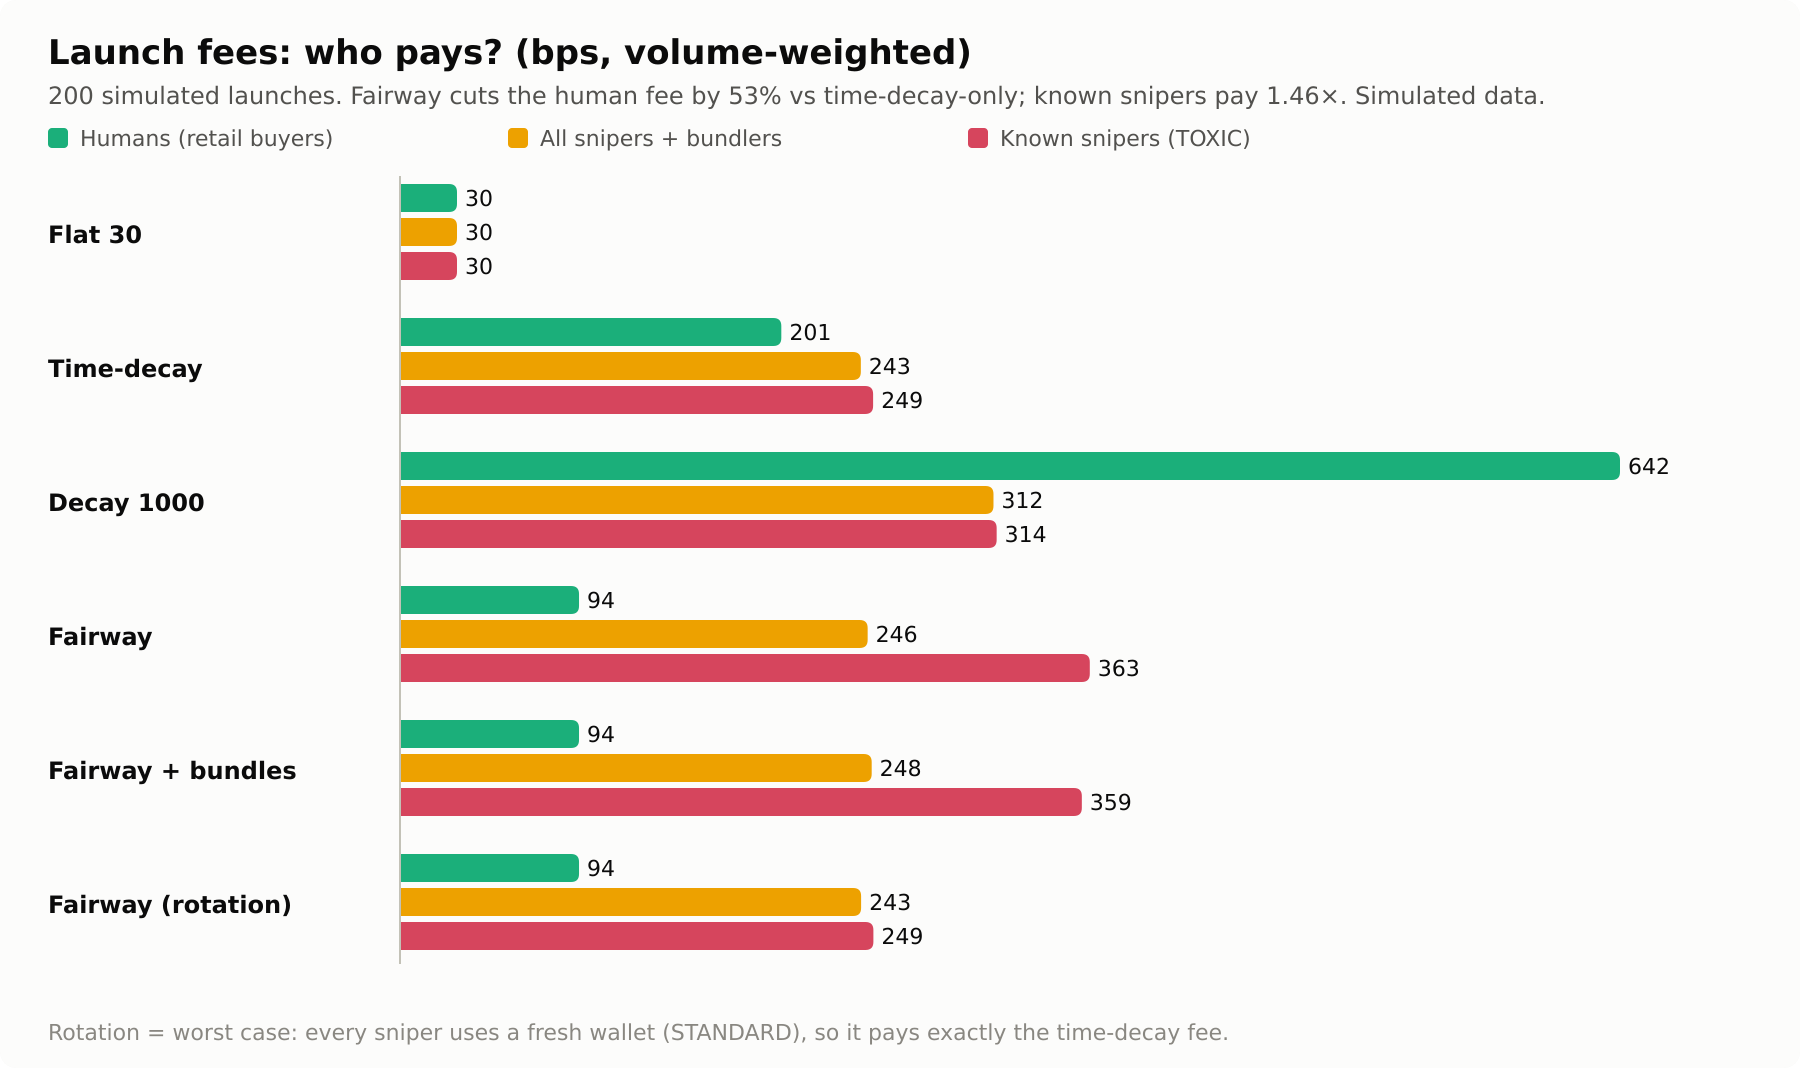 Launch fees: who pays? (bps, volume-weighted)
200 simulated launches. Fairway cuts the human fee by 53% vs time-decay-only; known snipers pay 1.46×. Simulated data.
Humans (retail buyers) All snipers + bundlers Known snipers (TOXIC)
30
Flat 30 30
30
201
Time-decay 243
249
642
Decay 1000 312
314
94
Fairway 246
363
94
Fairway + bundles 248
359
94
Fairway (rotation) 243
249
Rotation = worst case: every sniper uses a fresh wallet (STANDARD), so it pays exactly the time-decay fee.